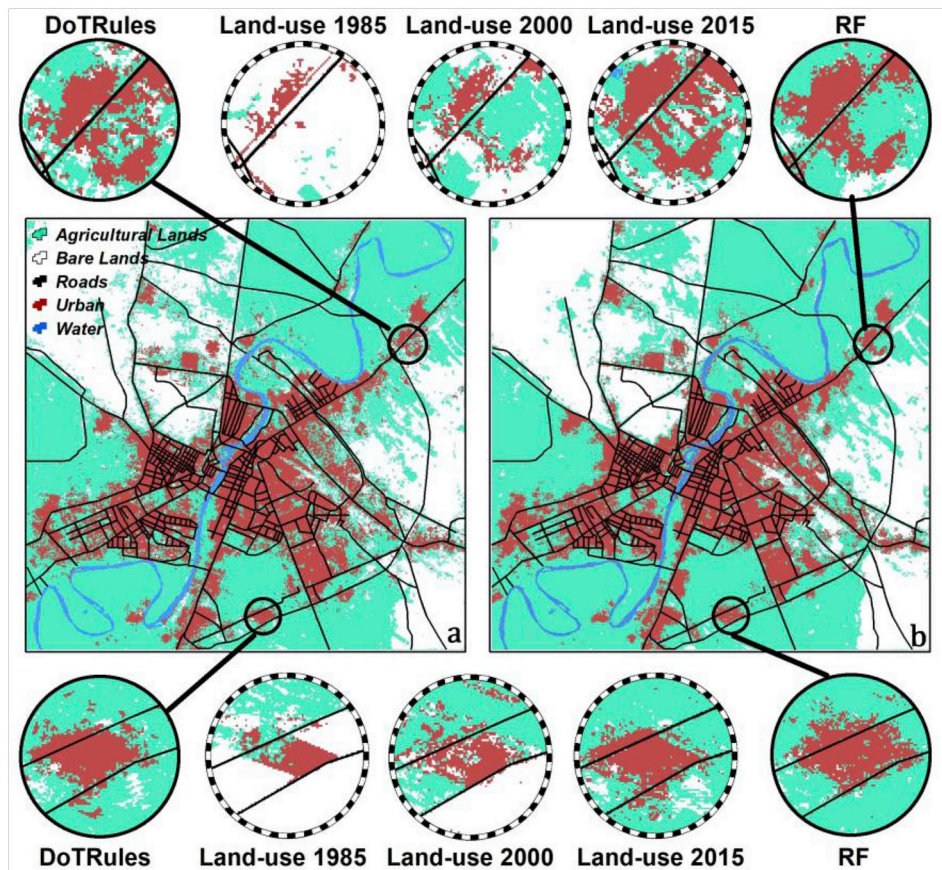 DoTRules Land-use 1985 Land-use 2000 Land-use 2015 RF
Agricultural Lands
Bare Lands
Roads
Urban
Water
a b
DoTRules Land-use 1985 Land-use 2000 Land-use 2015 RF